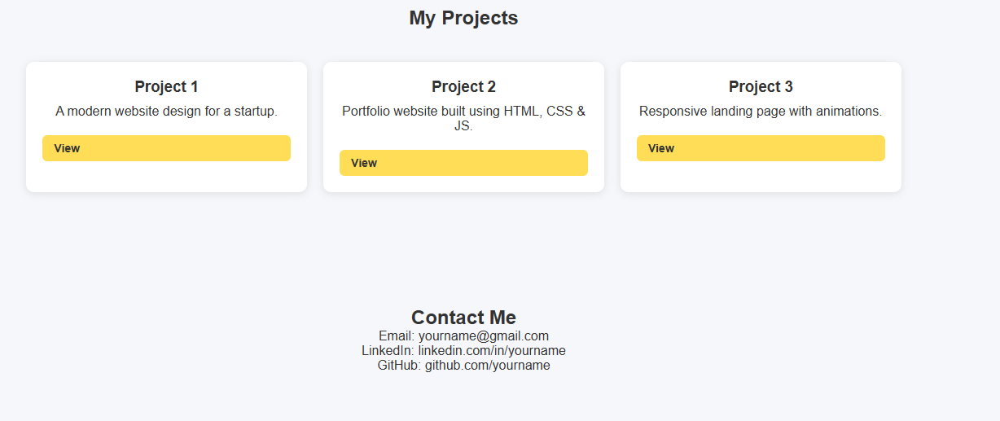 My Projects
Project 1
A modern website design for a startup.
View
Project 2
Portfolio website built using HTML, CSS &
JS.
View
Project 3
Responsive landing page with animations.
View
Contact Me
Email: yourname@gmail.com
LinkedIn: linkedin.com/in/yourname
GitHub: github.com/yourname